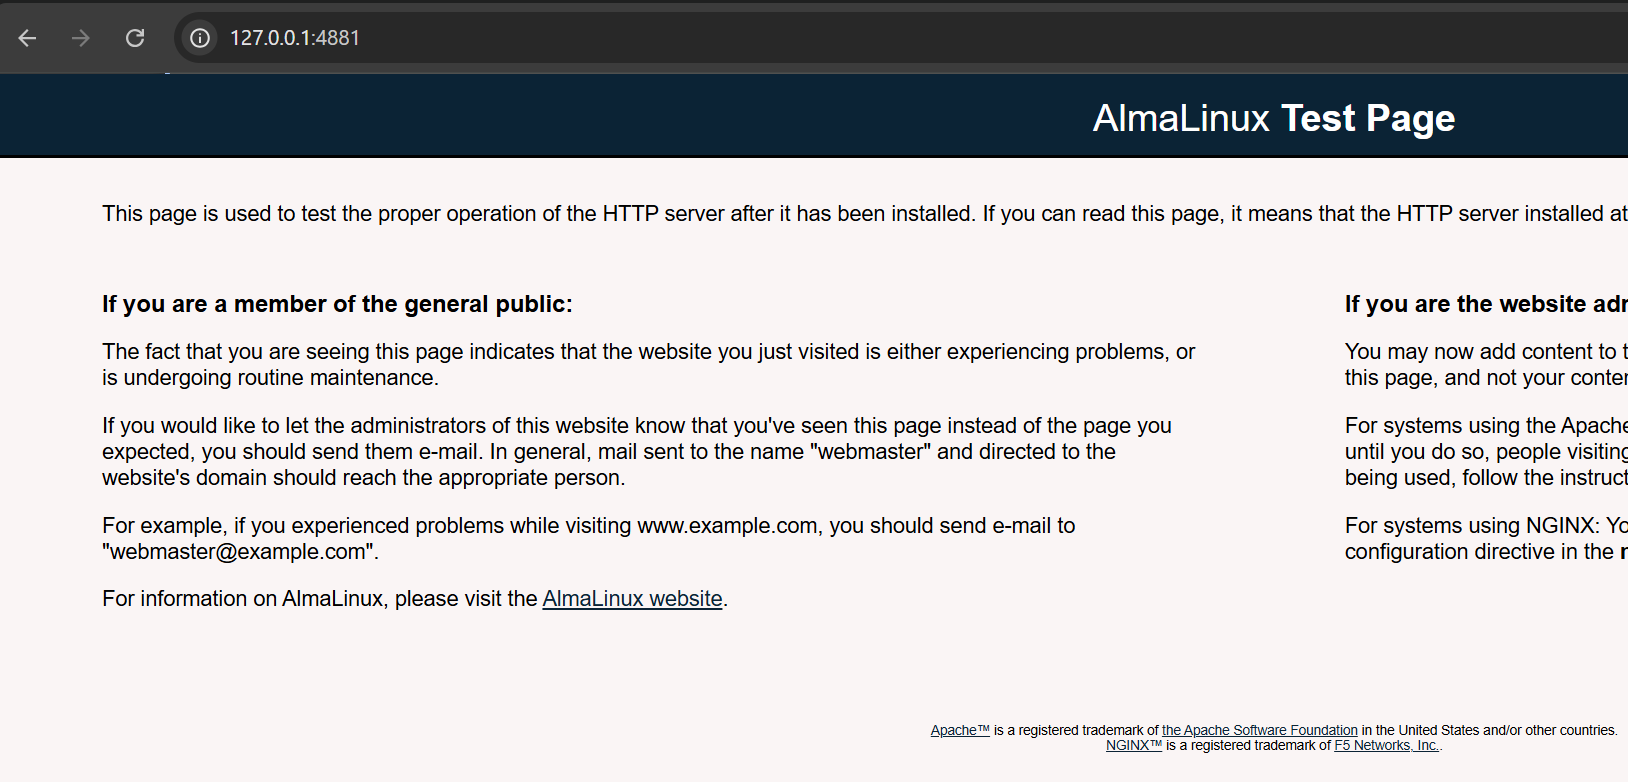 127.0.0.1:4881
AlmaLinux Test Page
This page is used to test the proper operation of the HTTP server after it has been installed. If you can read this page, it means that the HTTP server installed at
If you are a member of the general public:
The fact that you are seeing this page indicates that the website you just visited is either experiencing problems, or
is undergoing routine maintenance.
If you would like to let the administrators of this website know that you've seen this page instead of the page you
expected, you should send them e-mail. In general, mail sent to the name "webmaster" and directed to the
website's domain should reach the appropriate person.
For example, if you experienced problems while visiting www.example.com, you should send e-mail to
"webmaster@example.com".
For information on AlmaLinux, please visit the AlmaLinux website.
If you are the website
You may now add content to
this page, and not your
For systems using the Apache
until you do so, people visiting
being used, follow the
For systems using NGINX:
configuration directive in the
Apache™ is a registered trademark of the Apache Software Foundation in the United States and/or other countries.
NGINX™ is a registered trademark of F5 Networks, Inc..